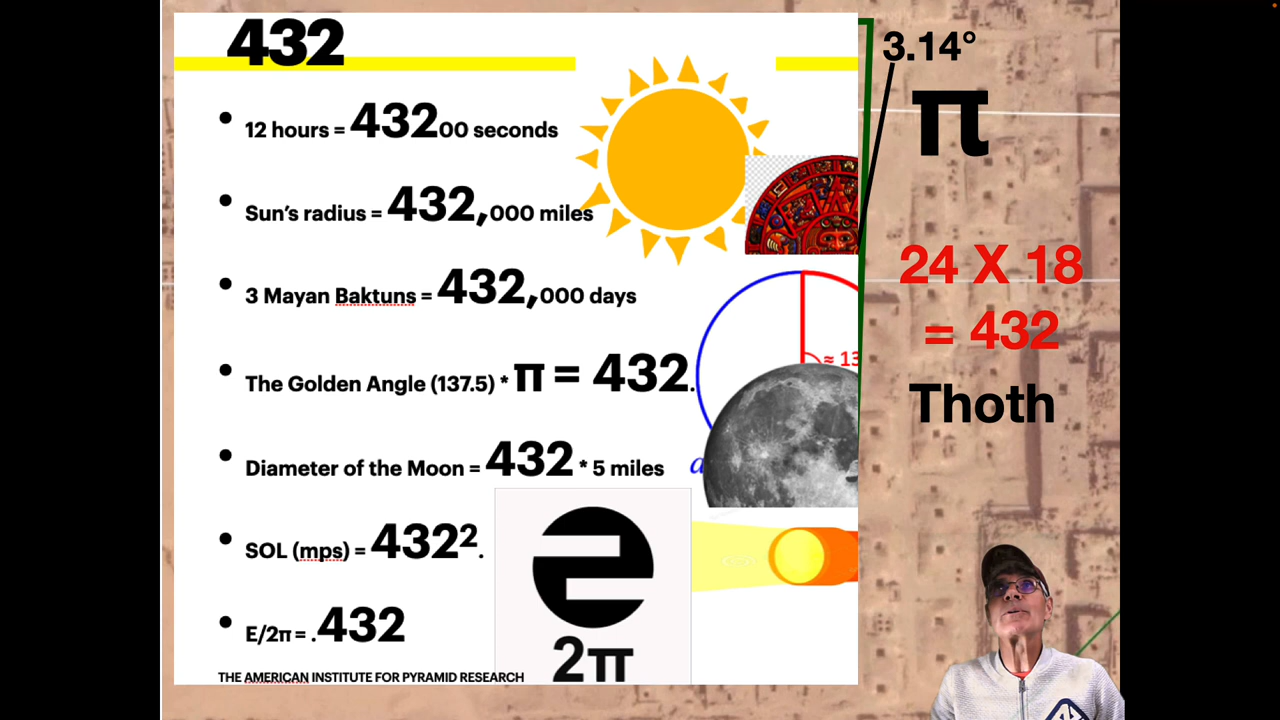 432
12 hours = 43200 seconds
Sun's radius = 432,000 miles
3 Mayan Baktuns = 432,000 days
The Golden Angle (137.5) * π = 432.
Diameter of the Moon = 432 * 5 miles
SOL (mps) = 432².
E/2π = .432
THE AMERICAN INSTITUTE FOR PYRAMID RESEARCH
≈ 13
a
2π
3.14°
π
24 X 18
= 432
Thoth